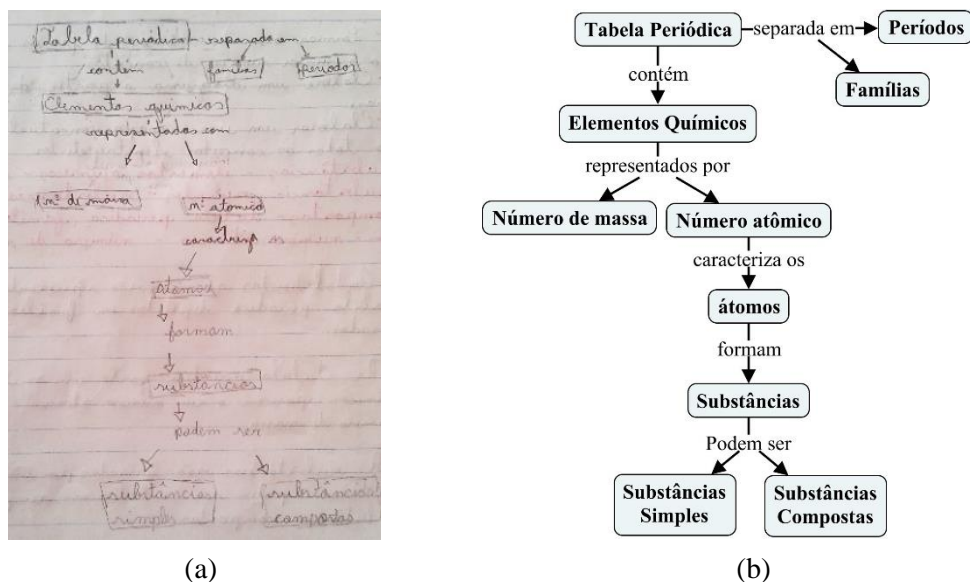 Tabela periódica separada em
contém famílias períodos
Elementos químicos
representados com
nº de massa nº atômico
caracteriza
átomos
formam
substâncias
podem ser
substâncias substâncias
simples compostas
(a)
Tabela Periódica separada em Períodos
contém Famílias
Elementos Químicos
representados por
Número de massa Número atômico
caracteriza os
átomos
formam
Substâncias
Podem ser
Substâncias Substâncias
Simples Compostas
(b)